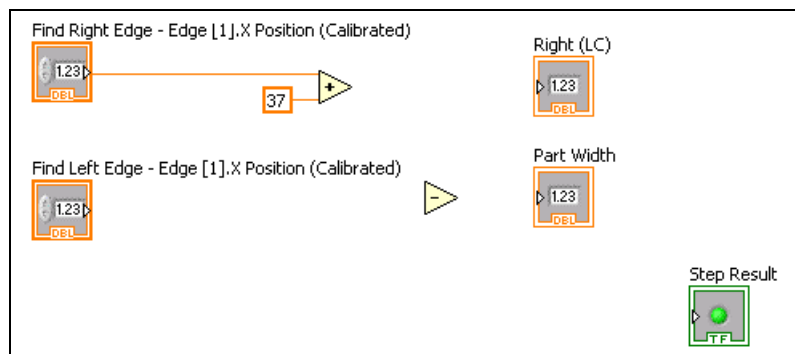 Find Right Edge - Edge [1].X Position (Calibrated)
Right (LC)
1.23
DBL
+
37
1.23
DBL
Find Left Edge - Edge [1].X Position (Calibrated)
Part Width
1.23
DBL
-
1.23
DBL
Step Result
TF